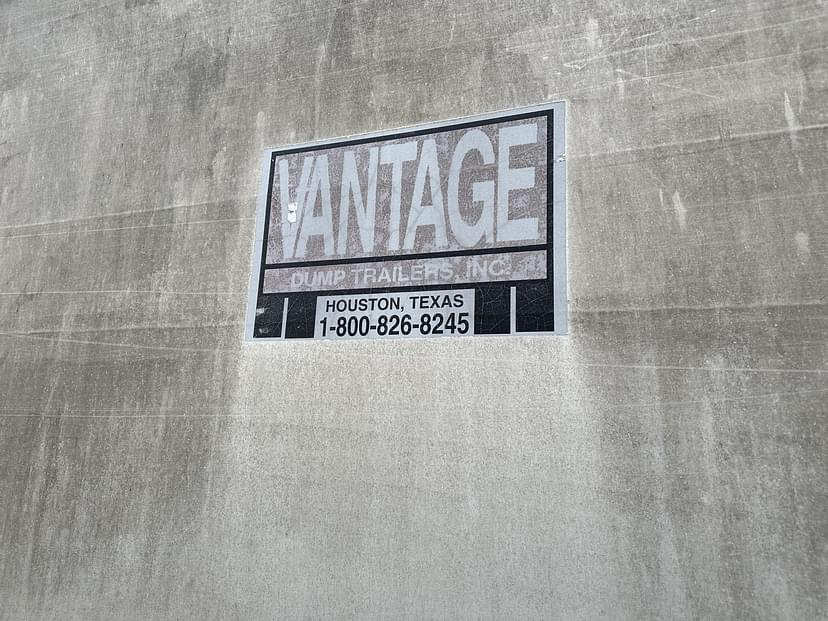 VANTAGE
DUMP TRAILERS, INC.
HOUSTON, TEXAS
1-800-826-8245